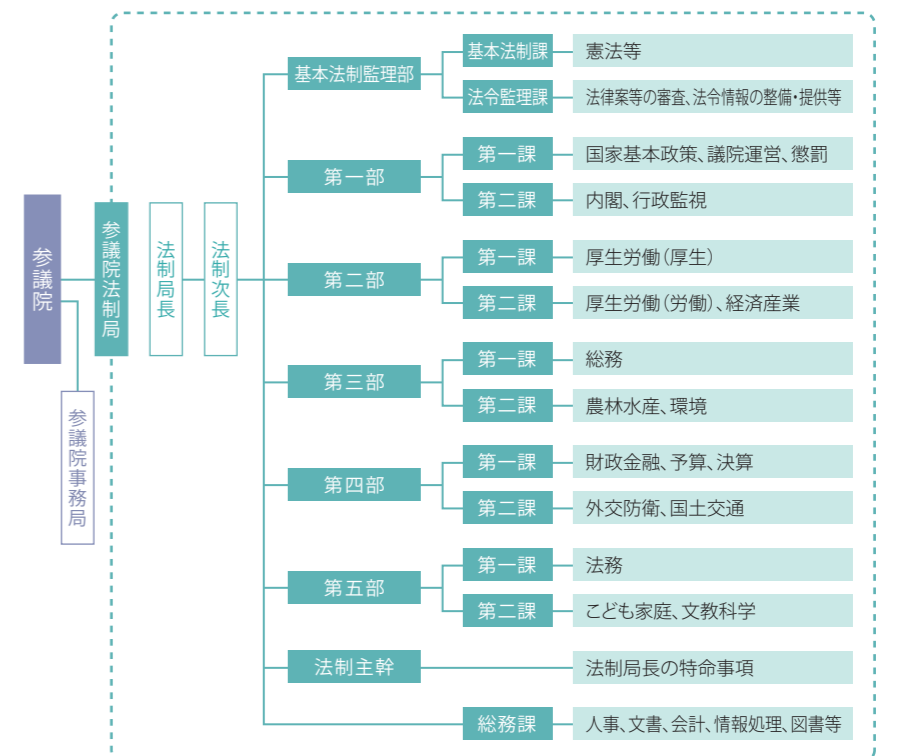 参議院
参議院事務局
参議院法制局
法制局長
法制次長
基本法制監理部
基本法制課
憲法等
法令監理課
法律案等の審査、法令情報の整備・提供等
第一部
第一課
国家基本政策、議院運営、懲罰
第二課
内閣、行政監視
第二部
第一課
厚生労働（厚生）
第二課
厚生労働（労働）、経済産業
第三部
第一課
総務
第二課
農林水産、環境
第四部
第一課
財政金融、予算、決算
第二課
外交防衛、国土交通
第五部
第一課
法務
第二課
こども家庭、文教科学
法制主幹
法制局長の特命事項
総務課
人事、文書、会計、情報処理、図書等